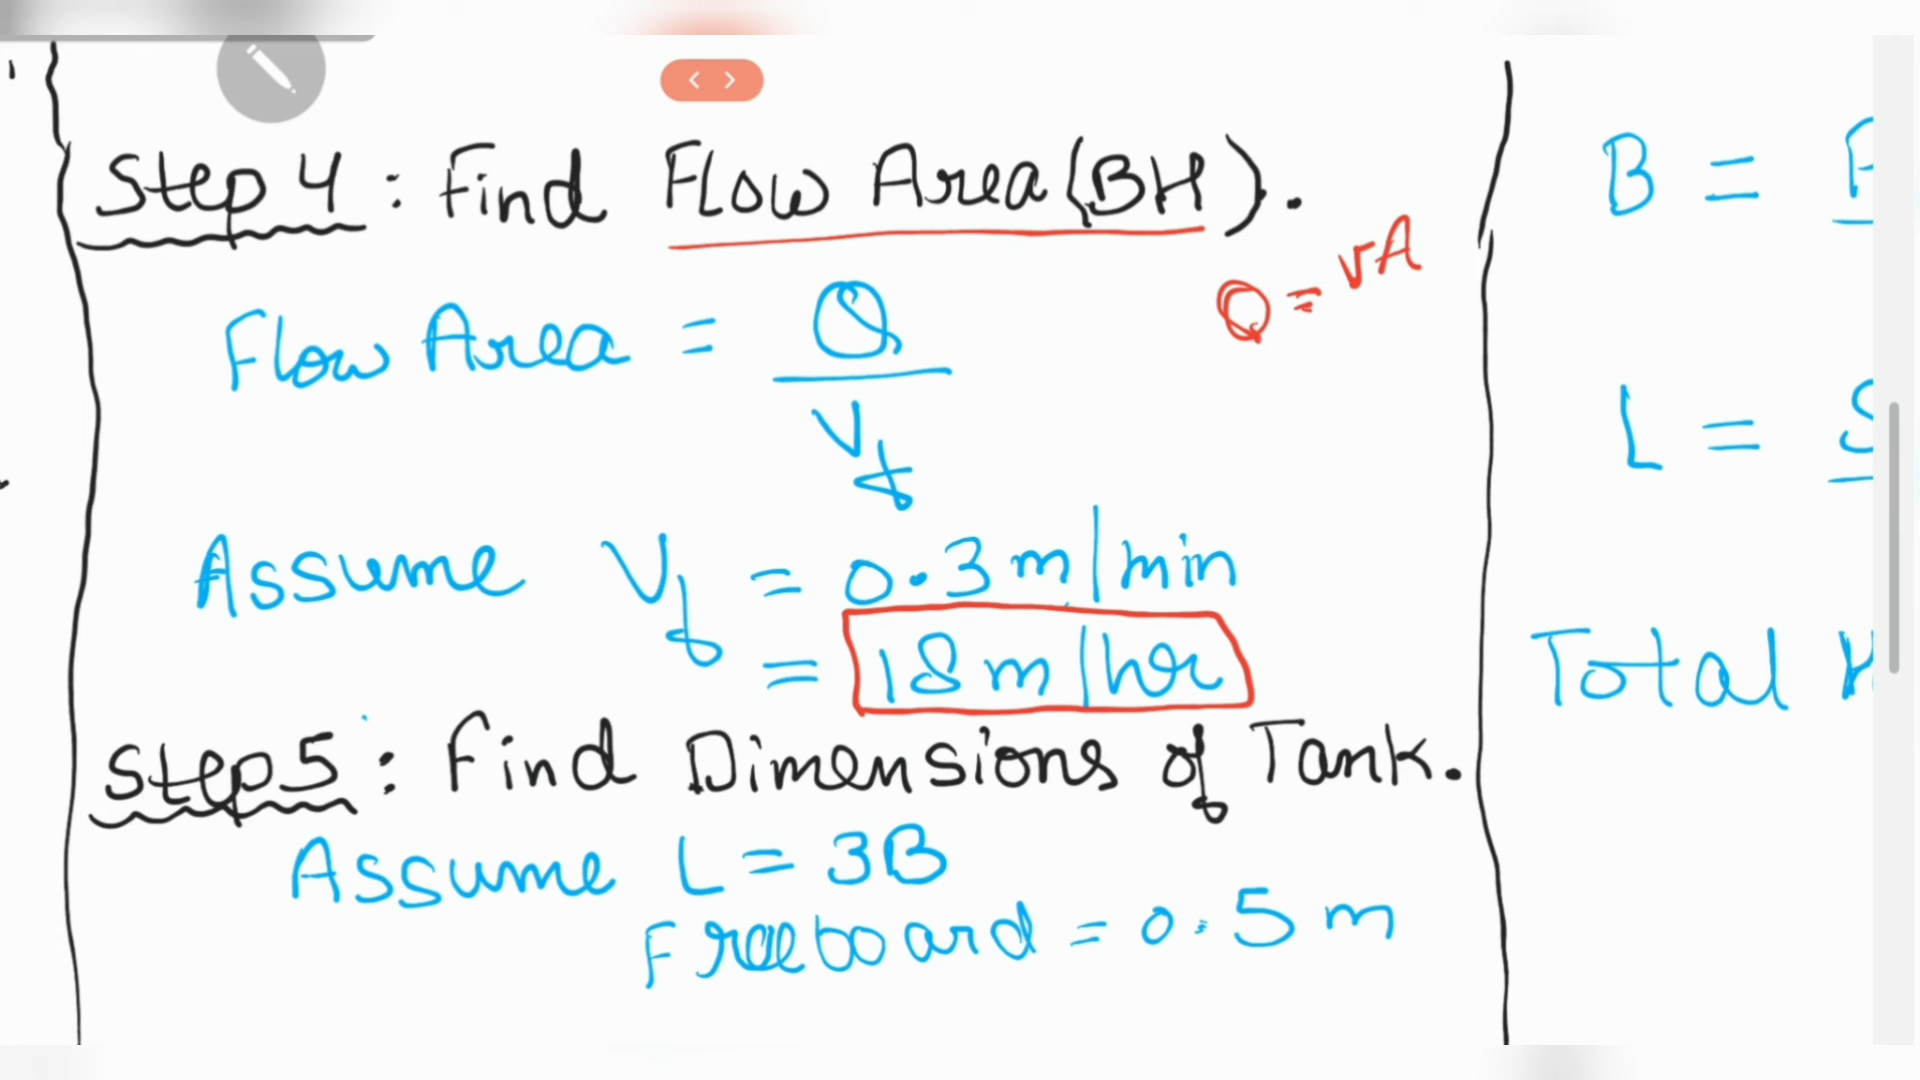 Step 4 : Find Flow Area (BH).
Q = VA
Flow Area = Q / Vf
Assume Vf = 0.3 m/min
= 18 m/hr
Step 5 : Find Dimensions of Tank.
Assume L = 3B
Freeboard = 0.5 m
B =
L =
Total